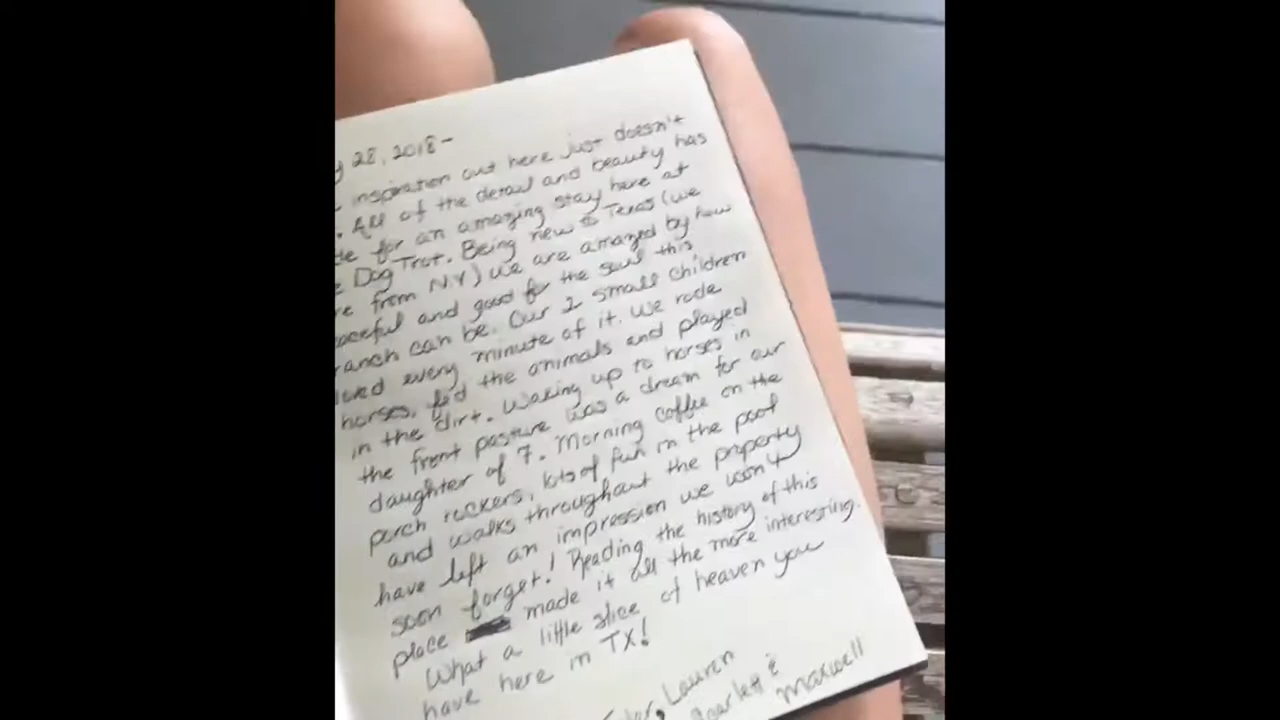 28, 2018-
inspiration out here just doesn't
. All of the detail and beauty has
for an amazing stay here at
Dog Trot. Being new to Texas (we
from NY) we are amazed by how
and good for the soul this
ranch can be. Our 2 small children
loved every minute of it. We rode
horses, fed the animals and played
in the dirt. Waking up to horses in
the front pasture was a dream for our
daughter of 7. Morning coffee on the
porch rockers, lots of fun in the pool
and walks throughout the property
have left an impression we won't
soon forget! Reading the history of this
place made it all the more interesting.
What a little slice of heaven you
have here in TX!
, Lauren
&
Maxwell